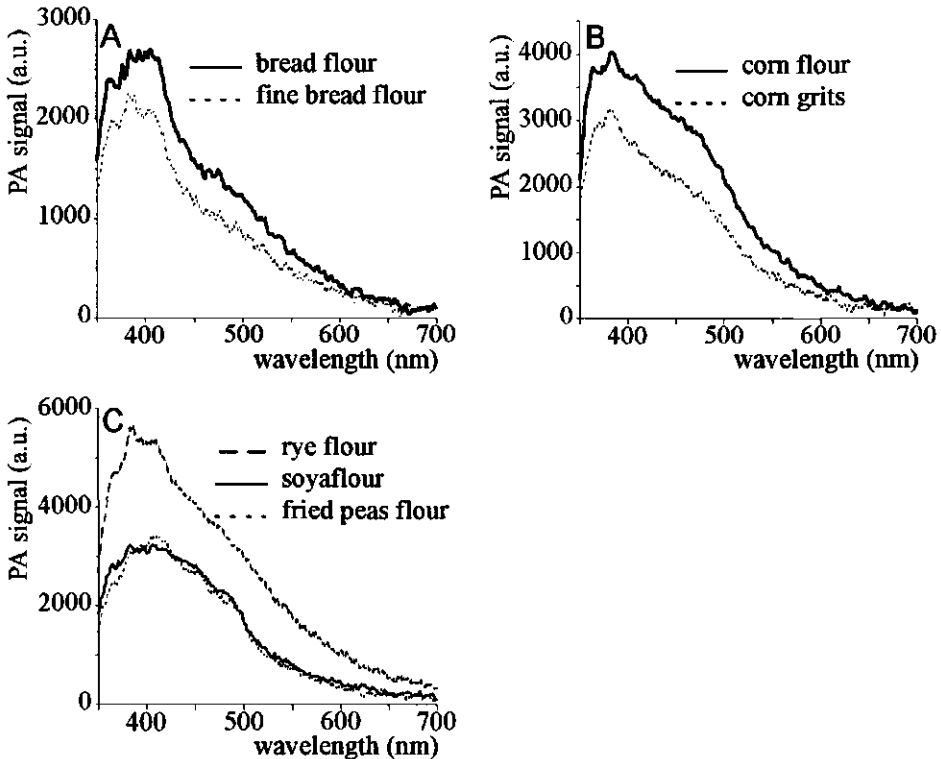 A
PA signal (a.u.)
3000
2000
1000
0
bread flour
fine bread flour
400 500 600 700
wavelength (nm)
B
PA signal (a.u.)
4000
3000
2000
1000
0
corn flour
corn grits
400 500 600 700
wavelength (nm)
C
PA signal (a.u.)
6000
4000
2000
0
rye flour
soyaflour
fried peas flour
400 500 600 700
wavelength (nm)